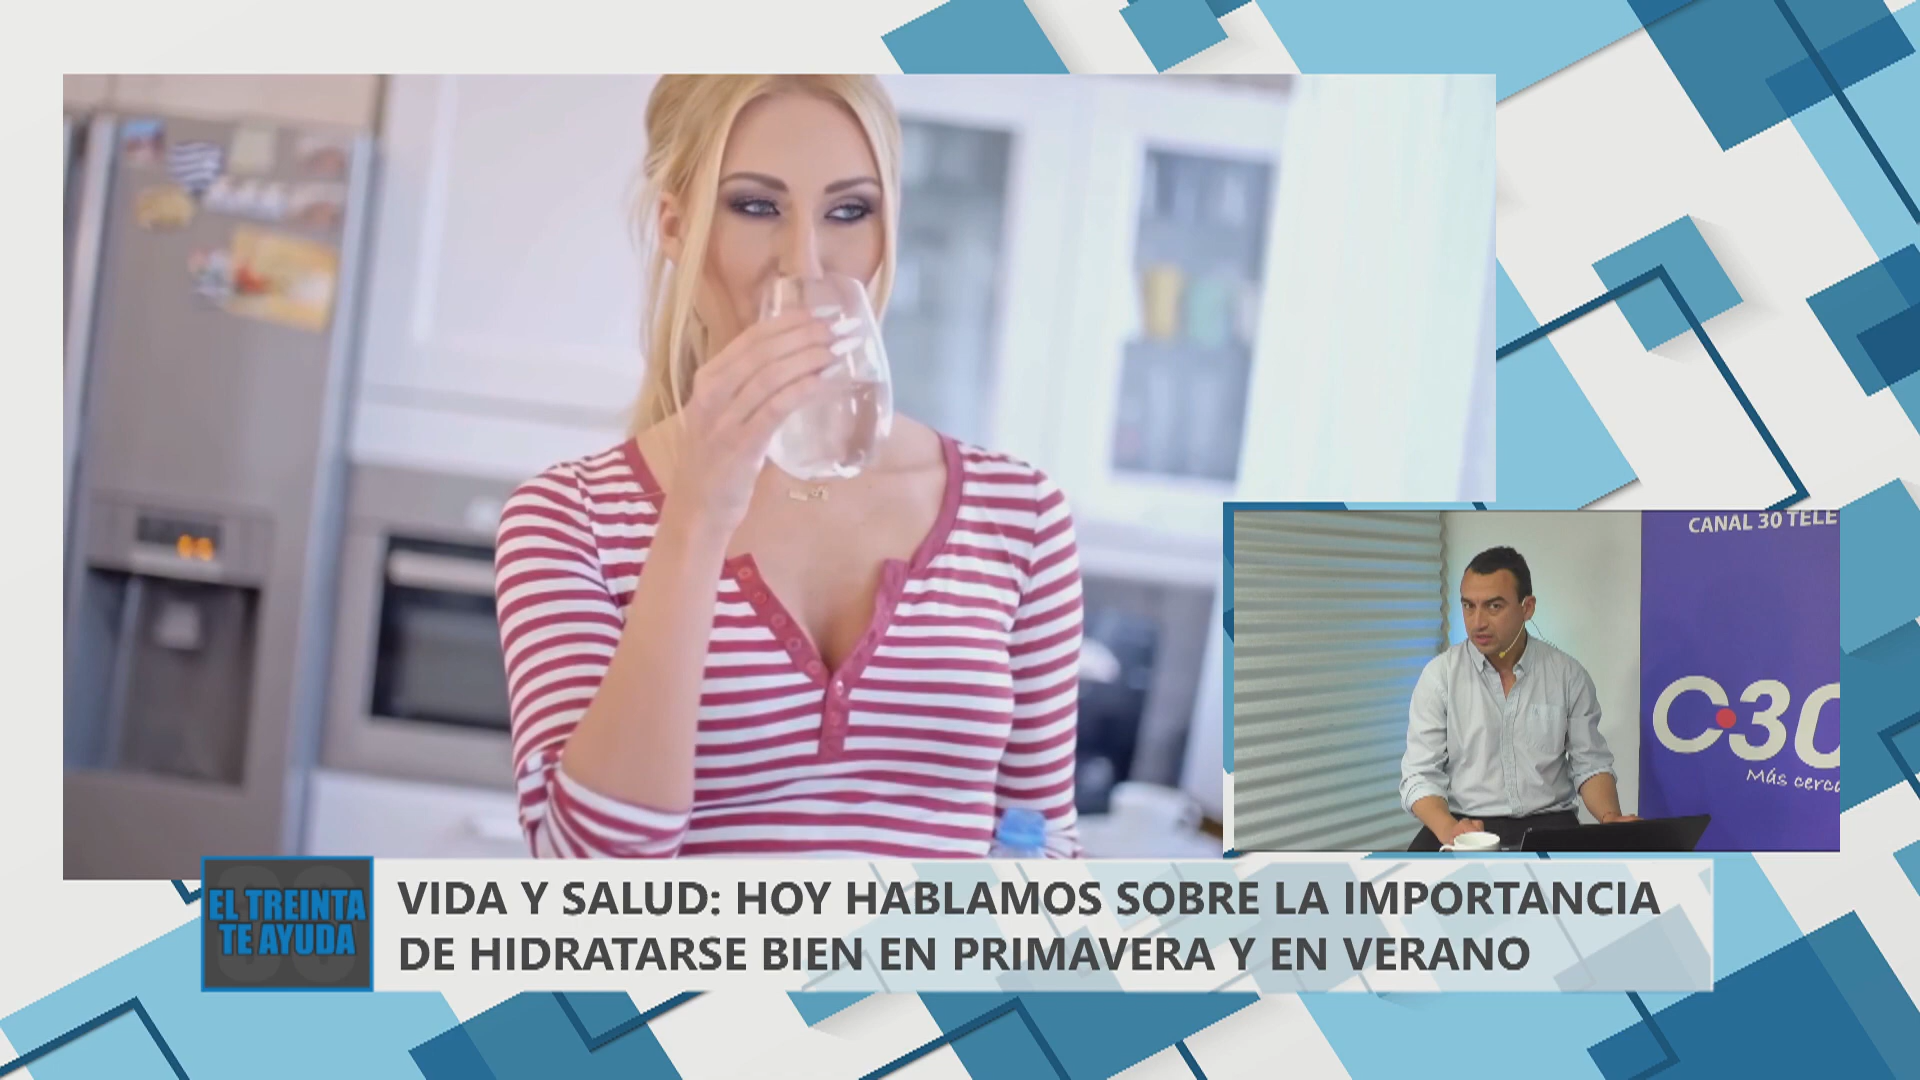 CANAL 30 TELE
C30
Más cerca
EL TREINTA
TE AYUDA
VIDA Y SALUD: HOY HABLAMOS SOBRE LA IMPORTANCIA
DE HIDRATARSE BIEN EN PRIMAVERA Y EN VERANO